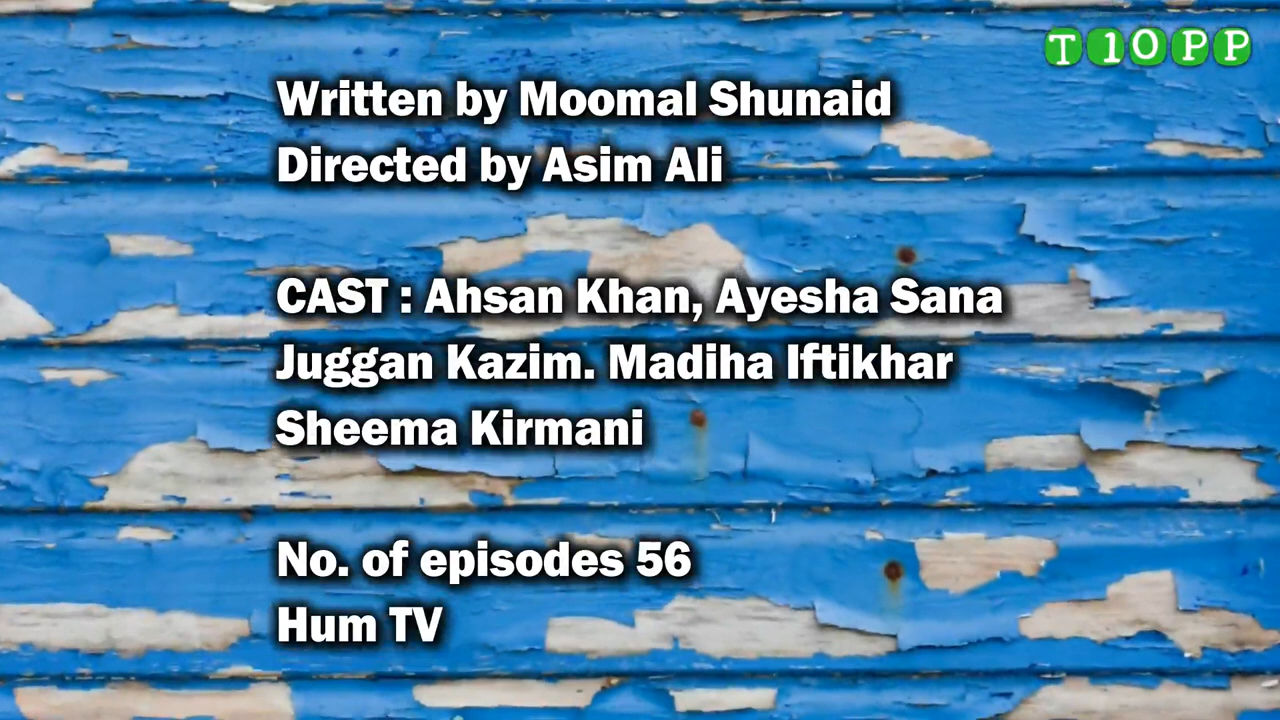 T10PP
Written by Moomal Shunaid
Directed by Asim Ali
CAST : Ahsan Khan, Ayesha Sana
Juggan Kazim. Madiha Iftikhar
Sheema Kirmani
No. of episodes 56
Hum TV